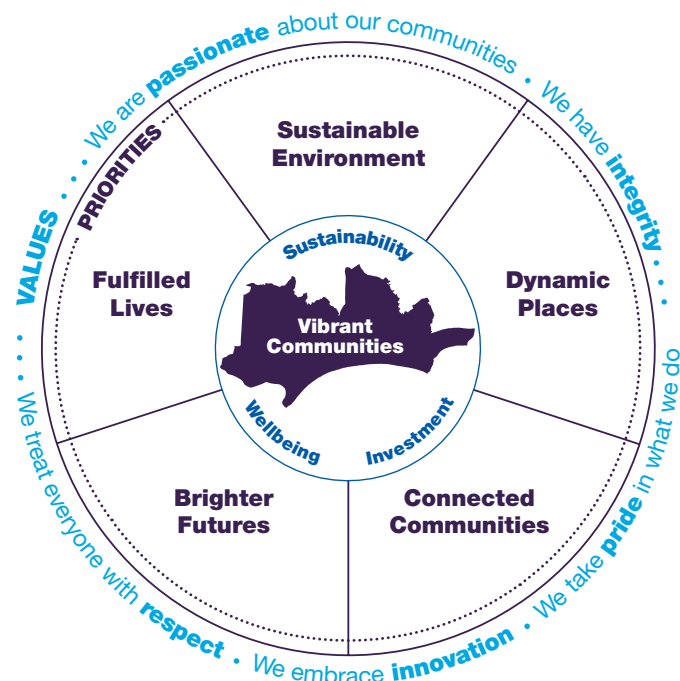 VALUES
We are passionate about our communities
We have integrity
We take pride in what we do
We embrace innovation
We treat everyone with respect
PRIORITIES
Sustainable
Environment
Dynamic
Places
Connected
Communities
Brighter
Futures
Fulfilled
Lives
Sustainability
Investment
Wellbeing
Vibrant
Communities